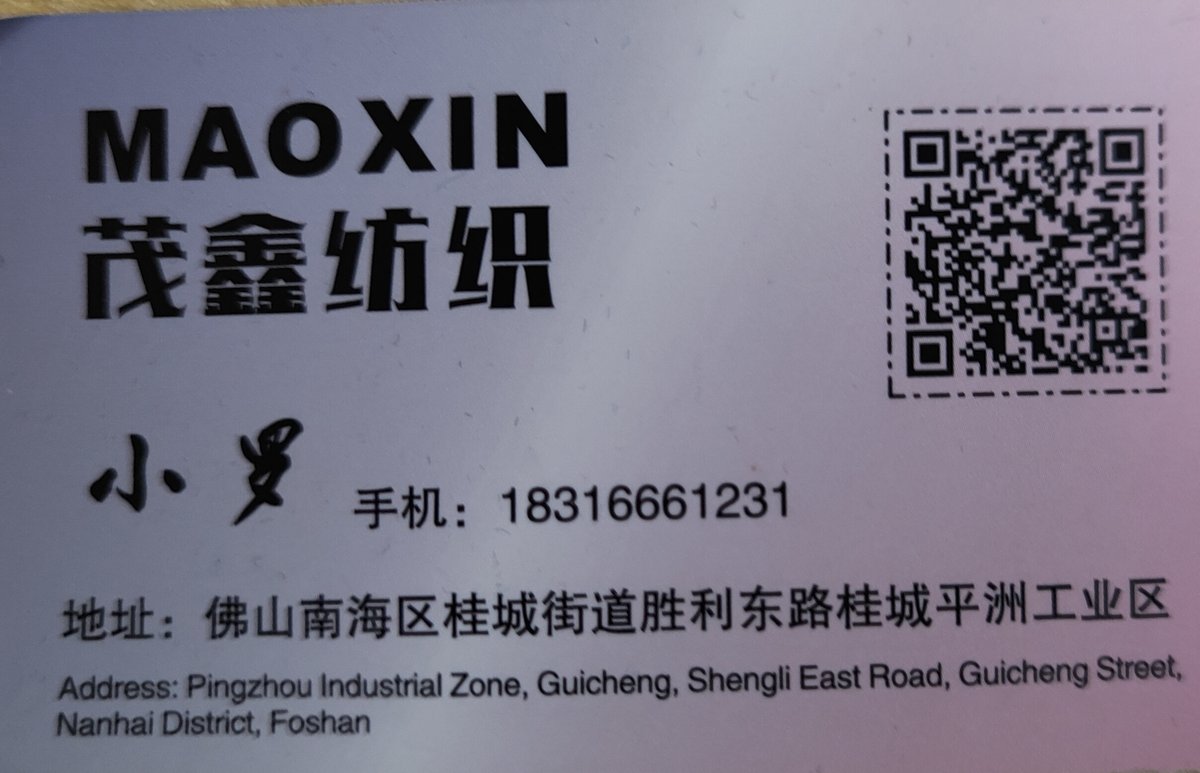 MAOXIN
茂鑫纺织
小罗 手机：18316661231
地址：佛山南海区桂城街道胜利东路桂城平洲工业区
Address: Pingzhou Industrial Zone, Guicheng, Shengli East Road, Guicheng Street,
Nanhai District, Foshan